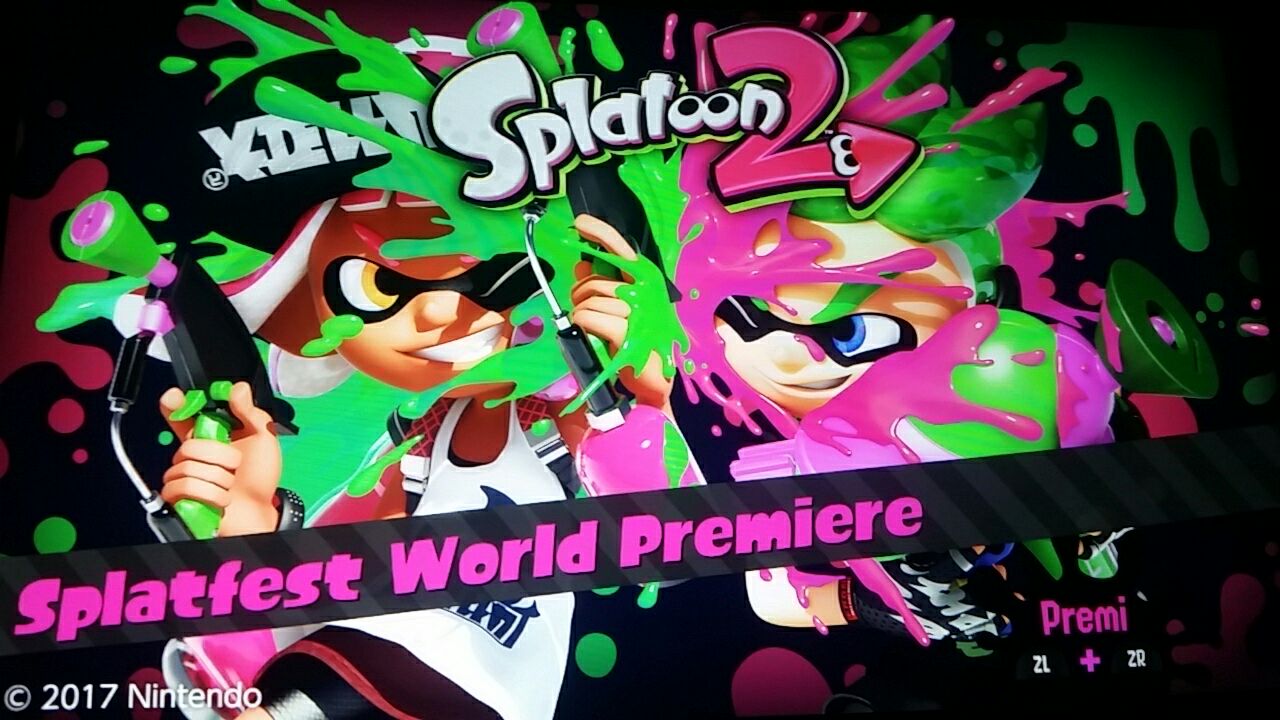 Splatoon 2
Splatfest World Premiere
Premi
ZL + ZR
© 2017 Nintendo